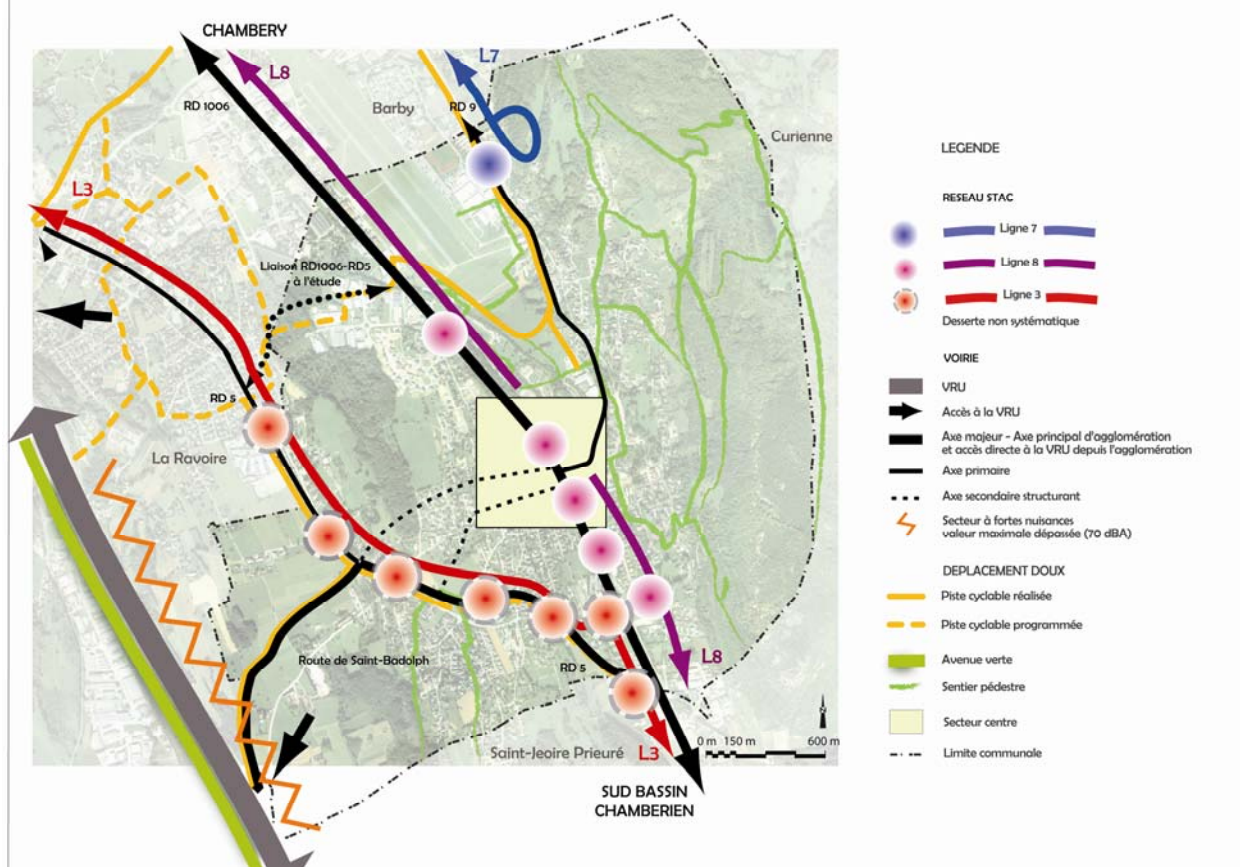 CHAMBERY
L7
L8
RD 1006
Barby
RD 9
Curienne
L3
Liaison RD1006-RD5
à l'étude
RD 5
La Ravoire
Route de Saint-Badolph
RD 5
L8
Saint-Jeoire Prieuré
L3
0 m 150 m 600 m
SUD BASSIN
CHAMBERIEN
LEGENDE
RESEAU STAC
Ligne 7
Ligne 8
Ligne 3
Desserte non systématique
VOIRIE
VRU
Accès à la VRU
Axe majeur - Axe principal d'agglomération
et accès directe à la VRU depuis l'agglomération
Axe primaire
Axe secondaire structurant
Secteur à fortes nuisances
valeur maximale dépassée (70 dBA)
DEPLACEMENT DOUX
Piste cyclable réalisée
Piste cyclable programmée
Avenue verte
Sentier pédestre
Secteur centre
Limite communale